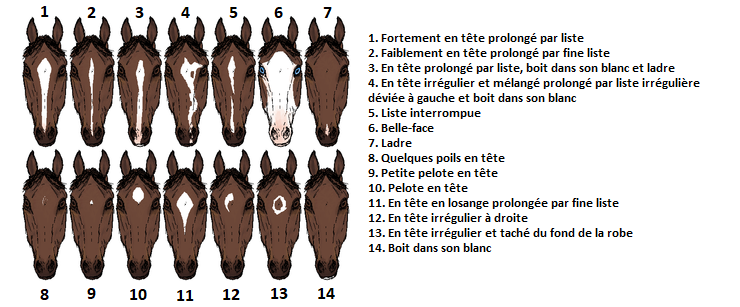 1 2 3 4 5 6 7
1. Fortement en tête prolongé par liste
2. Faiblement en tête prolongé par fine liste
3. En tête prolongé par liste, boit dans son blanc et ladre
4. En tête irrégulier et mélangé prolongé par liste irrégulière
déviée à gauche et boit dans son blanc
5. Liste interrompue
6. Belle-face
7. Ladre
8. Quelques poils en tête
9. Petite pelote en tête
10. Pelote en tête
11. En tête en losange prolongée par fine liste
12. En tête irrégulier à droite
13. En tête irrégulier et taché du fond de la robe
14. Boit dans son blanc
8 9 10 11 12 13 14